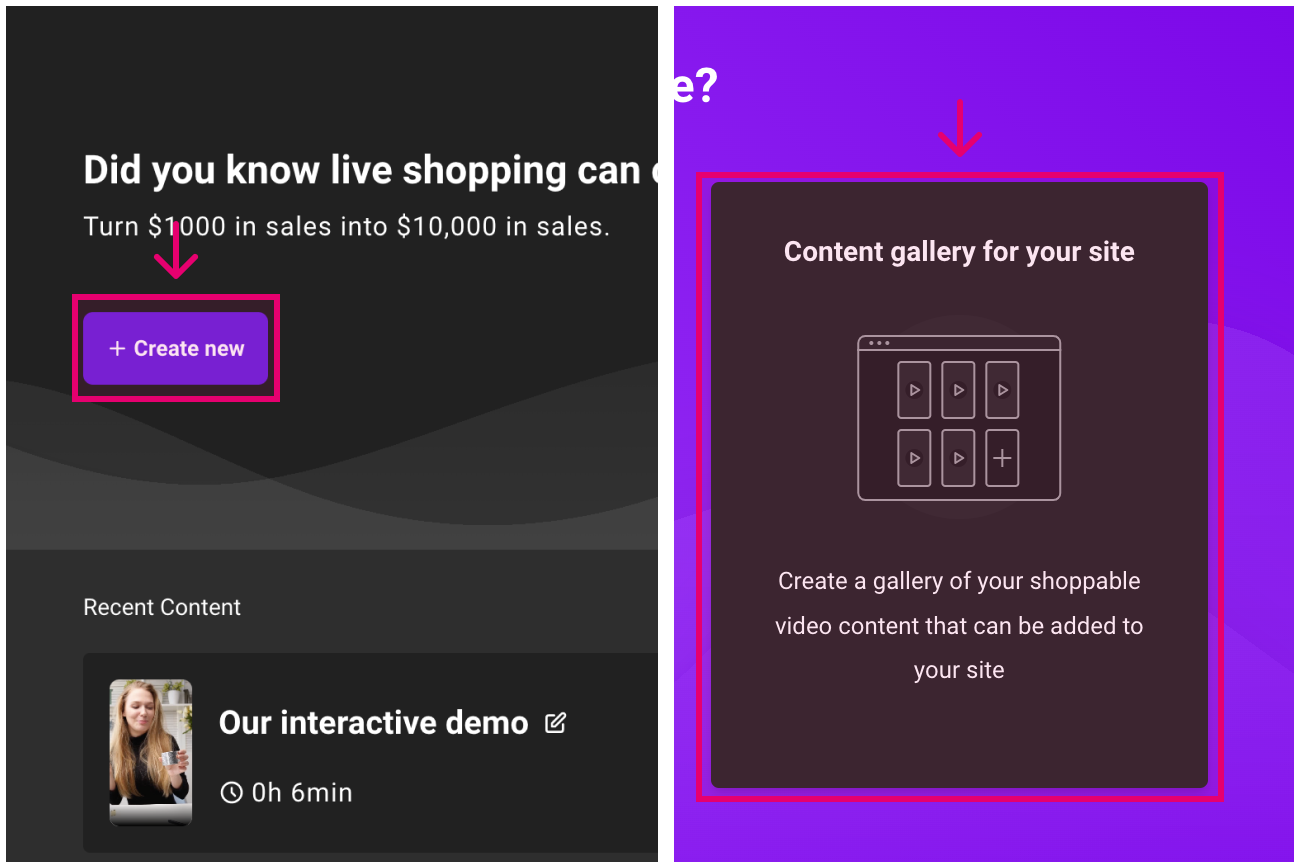 Did you know live shopping can
Turn $1000 in sales into $10,000 in sales.
+ Create new
Recent Content
Our interactive demo
0h 6min
e?
Content gallery for your site
Create a gallery of your shoppable
video content that can be added to
your site